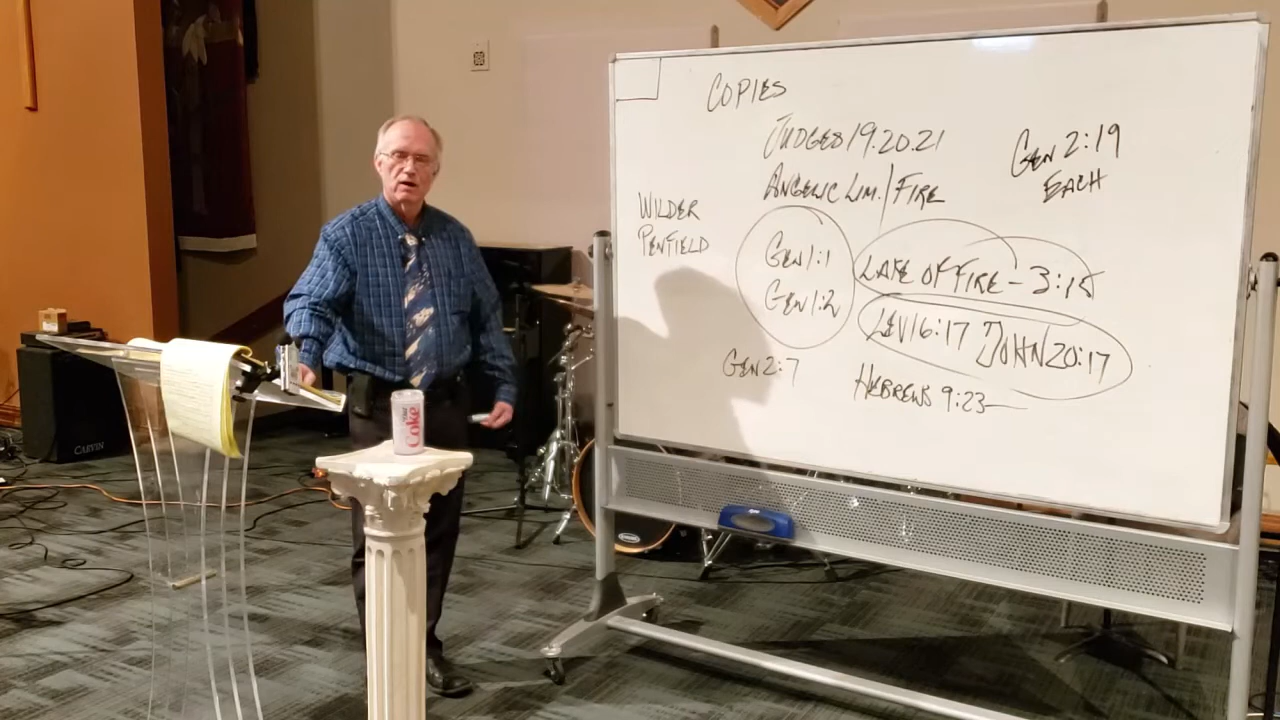 COPIES
JUDGES 19.20.21
GEN 2:19
EACH
ANGELIC LIM./FIRE
WILDER
PENFIELD
GEN 1:1
GEN 1:2
LAKE OF FIRE - 3:15
LEV 16:17 JOHN 20:17
GEN 2:7
HEBREWS 9:23
Diet
Coke
CARVIN